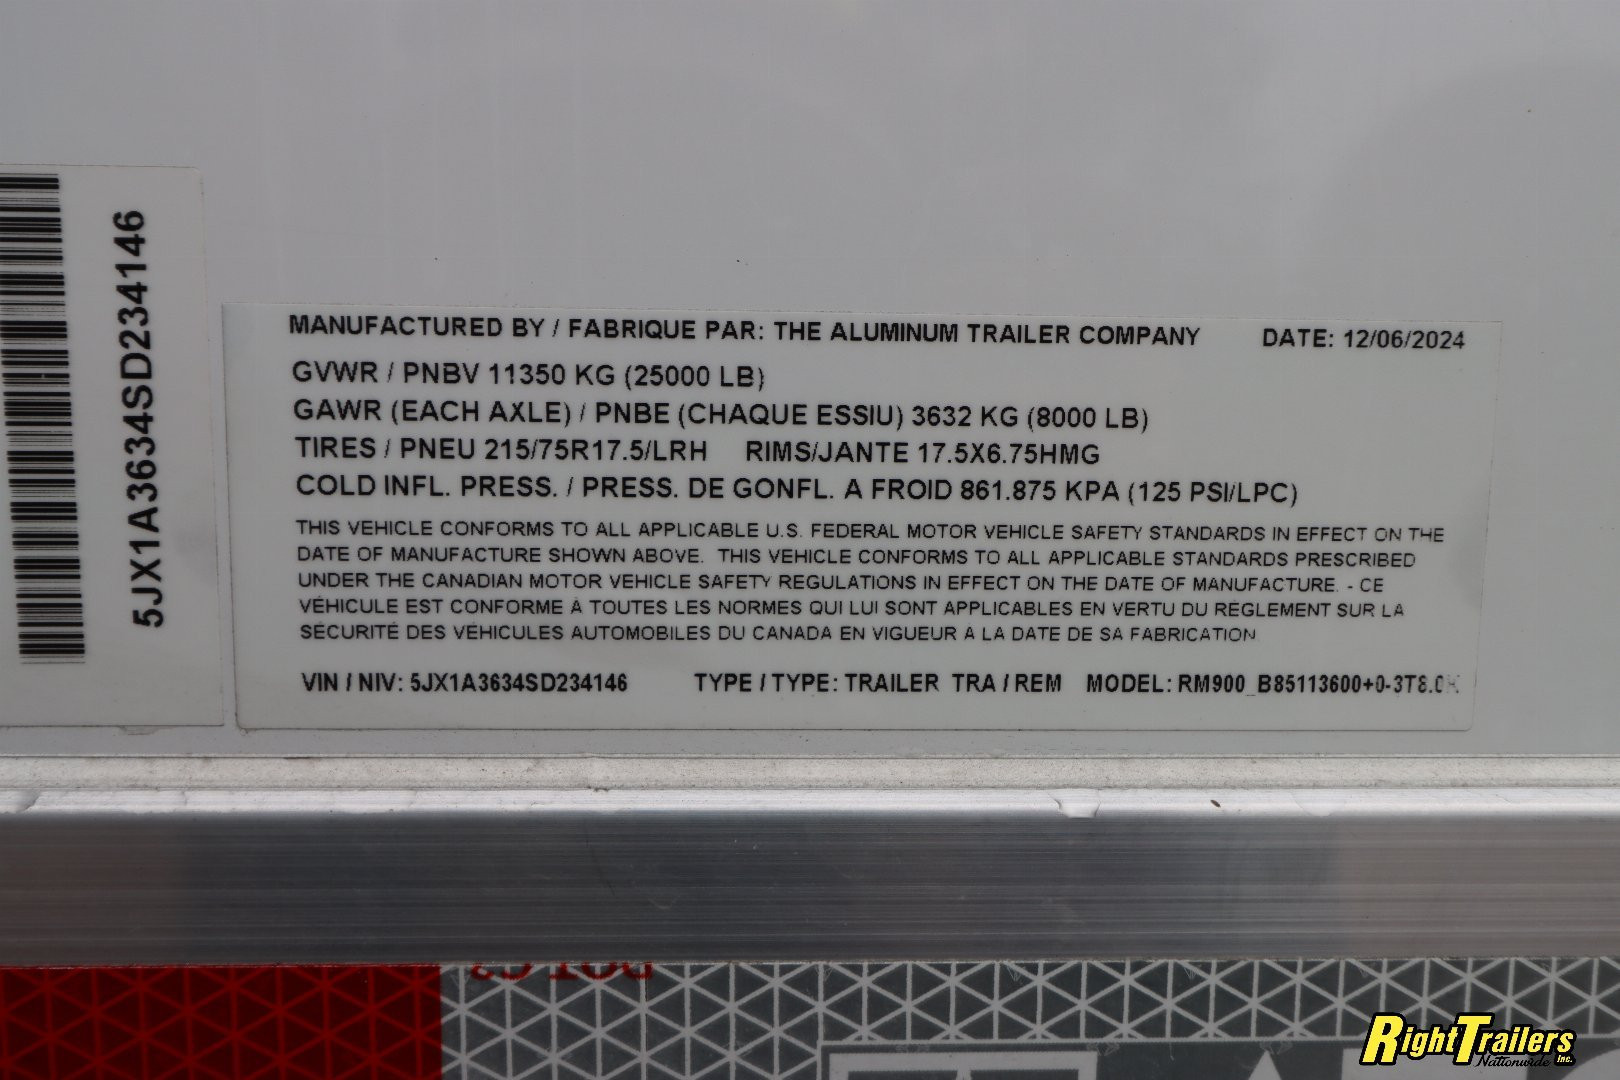 5JX1A3634SD234146
MANUFACTURED BY / FABRIQUE PAR: THE ALUMINUM TRAILER COMPANY DATE: 12/06/2024
GVWR / PNBV 11350 KG (25000 LB)
GAWR (EACH AXLE) / PNBE (CHAQUE ESSIU) 3632 KG (8000 LB)
TIRES / PNEU 215/75R17.5/LRH RIMS/JANTE 17.5X6.75HMG
COLD INFL. PRESS. / PRESS. DE GONFL. A FROID 861.875 KPA (125 PSI/LPC)
THIS VEHICLE CONFORMS TO ALL APPLICABLE U.S. FEDERAL MOTOR VEHICLE SAFETY STANDARDS IN EFFECT ON THE
DATE OF MANUFACTURE SHOWN ABOVE. THIS VEHICLE CONFORMS TO ALL APPLICABLE STANDARDS PRESCRIBED
UNDER THE CANADIAN MOTOR VEHICLE SAFETY REGULATIONS IN EFFECT ON THE DATE OF MANUFACTURE. - CE
VÉHICULE EST CONFORME À TOUTES LES NORMES QUI LUI SONT APPLICABLES EN VERTU DU RÈGLEMENT SUR LA
SÉCURITÉ DES VÉHICULES AUTOMOBILES DU CANADA EN VIGUEUR À LA DATE DE SA FABRICATION
VIN / NIV: 5JX1A3634SD234146 TYPE / TYPE: TRAILER TRA / REM MODEL: RM900_B85113600+0-3T8.0K
RightTrailers
Nationwide Inc.